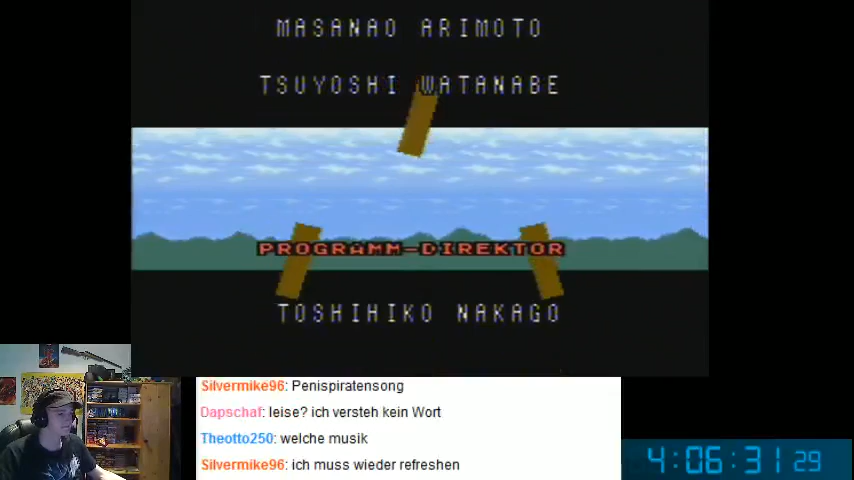 MASANAO ARIMOTO
TSUYOSHI WATANABE
PROGRAMM-DIREKTOR
TOSHIHIKO NAKAGO
Silvermike96: Penispiratensong
Dapschaf: leise? ich versteh kein Wort
Theotto250: welche musik
Silvermike96: ich muss wieder refreshen
4:06:31 29